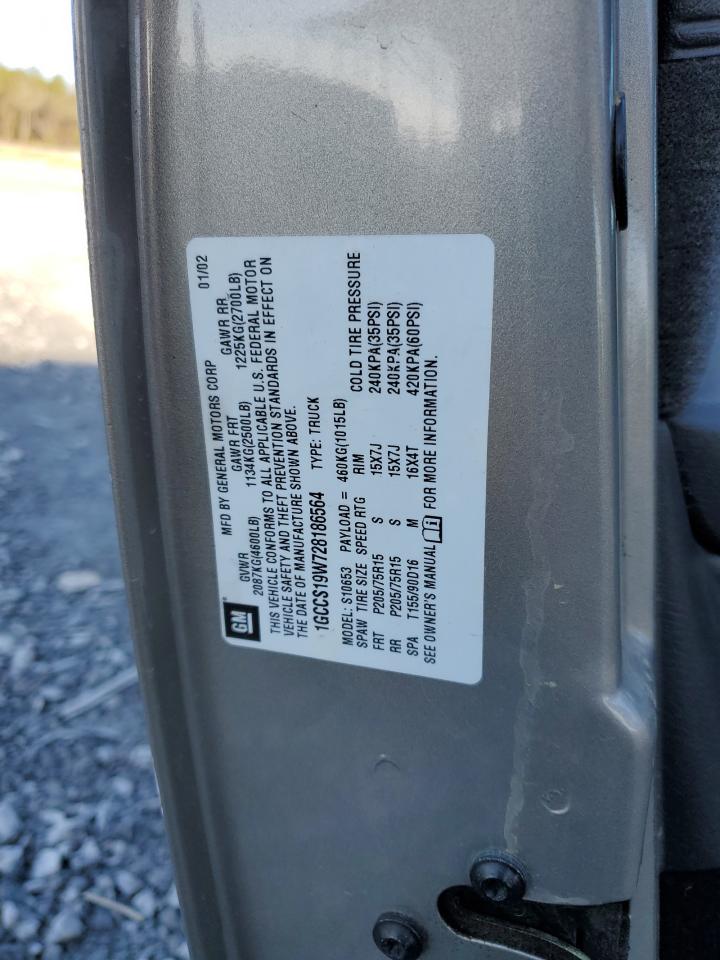 MFD BY GENERAL MOTORS CORP 01/02
GM
GVWR GAWR FRT GAWR RR
2087KG(4600LB) 1134KG(2500LB) 1225KG(2700LB)
THIS VEHICLE CONFORMS TO ALL APPLICABLE U.S. FEDERAL MOTOR
VEHICLE SAFETY AND THEFT PREVENTION STANDARDS IN EFFECT ON
THE DATE OF MANUFACTURE SHOWN ABOVE.
1GCCS19W728186564 TYPE: TRUCK
MODEL: S10653 PAYLOAD = 460KG(1015LB)
SPAW TIRE SIZE SPEED RTG RIM COLD TIRE PRESSURE
FRT P205/75R15 S 15X7J 240KPA(35PSI)
RR P205/75R15 S 15X7J 240KPA(35PSI)
SPA T155/90D16 M 16X4T 420KPA(60PSI)
SEE OWNER'S MANUAL FOR MORE INFORMATION.